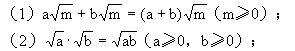 （1）a√m + b√m = (a+b)√m（m≥0）；
（2）√a·√b = √ab（a≥0，b≥0）；